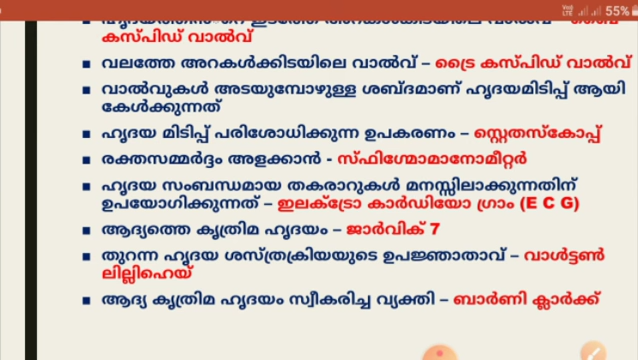 55%
കസ്പിഡ് വാൽവ്
▪ വലത്തേ അറകൾക്കിടയിലെ വാൽവ് – ട്രൈ കസ്പിഡ് വാൽവ്
▪ വാൽവുകൾ അടയുമ്പോഴുള്ള ശബ്ദമാണ് ഹൃദയമിടിപ്പ് ആയി
കേൾക്കുന്നത്
▪ ഹൃദയ മിടിപ്പ് പരിശോധിക്കുന്ന ഉപകരണം – സ്റ്റെതസ്കോപ്പ്
▪ രക്തസമ്മർദ്ദം അളക്കാൻ - സ്ഫിഗ്മോമാനോമീറ്റർ
▪ ഹൃദയ സംബന്ധമായ തകരാറുകൾ മനസ്സിലാക്കുന്നതിന്
ഉപയോഗിക്കുന്നത് – ഇലക്ട്രോ കാർഡിയോ ഗ്രാം (E C G)
▪ ആദ്യത്തെ കൃത്രിമ ഹൃദയം – ജാർവിക് 7
▪ തുറന്ന ഹൃദയ ശസ്ത്രക്രിയയുടെ ഉപജ്ഞാതാവ് – വാൾട്ടൺ
ലില്ലിഹെയ്
▪ ആദ്യ കൃത്രിമ ഹൃദയം സ്വീകരിച്ച വ്യക്തി – ബാർണി ക്ലാർക്ക്